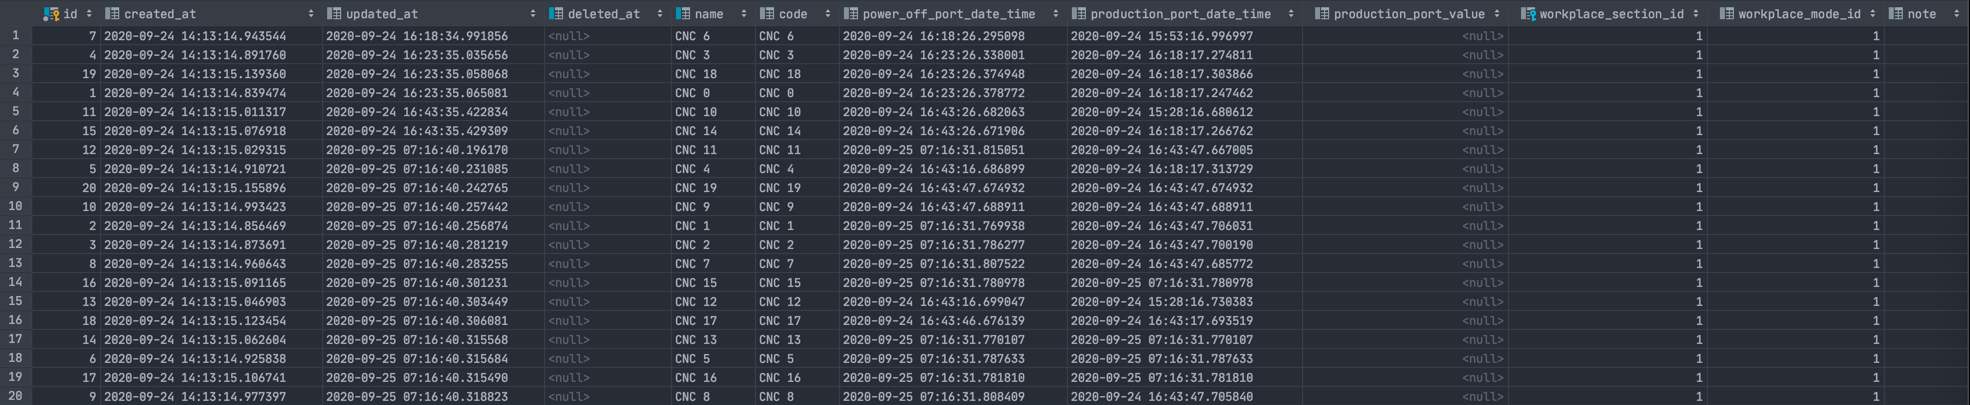 id created_at updated_at deleted_at name code power_off_port_date_time production_port_date_time production_port_value workplace_section_id workplace_mode_id note
1 7 2020-09-24 14:13:14.943544 2020-09-24 16:18:34.991856 <null> CNC 6 CNC 6 2020-09-24 16:18:26.295098 2020-09-24 15:53:16.996997 <null> 1 1
2 4 2020-09-24 14:13:14.891760 2020-09-24 16:23:35.035656 <null> CNC 3 CNC 3 2020-09-24 16:23:26.338001 2020-09-24 16:18:17.274811 <null> 1 1
3 19 2020-09-24 14:13:15.139360 2020-09-24 16:23:35.058068 <null> CNC 18 CNC 18 2020-09-24 16:23:26.374948 2020-09-24 16:18:17.303866 <null> 1 1
4 1 2020-09-24 14:13:14.839474 2020-09-24 16:23:35.065081 <null> CNC 0 CNC 0 2020-09-24 16:23:26.378772 2020-09-24 16:18:17.247462 <null> 1 1
5 11 2020-09-24 14:13:15.011317 2020-09-24 16:43:35.422834 <null> CNC 10 CNC 10 2020-09-24 16:43:26.682063 2020-09-24 15:28:16.680612 <null> 1 1
6 15 2020-09-24 14:13:15.076918 2020-09-24 16:43:35.429309 <null> CNC 14 CNC 14 2020-09-24 16:43:26.671906 2020-09-24 16:28:17.266762 <null> 1 1
7 12 2020-09-24 14:13:15.029315 2020-09-25 07:16:40.196170 <null> CNC 11 CNC 11 2020-09-25 07:16:31.815051 2020-09-24 16:43:47.667005 <null> 1 1
8 5 2020-09-24 14:13:14.910721 2020-09-25 07:16:40.231085 <null> CNC 4 CNC 4 2020-09-24 16:43:16.686899 2020-09-24 16:18:17.313729 <null> 1 1
9 20 2020-09-24 14:13:15.155896 2020-09-25 07:16:40.242765 <null> CNC 19 CNC 19 2020-09-24 16:43:47.674932 2020-09-24 16:43:47.674932 <null> 1 1
10 10 2020-09-24 14:13:14.993423 2020-09-25 07:16:40.257442 <null> CNC 9 CNC 9 2020-09-24 16:43:47.688911 2020-09-24 16:43:47.688911 <null> 1 1
11 2 2020-09-24 14:13:14.856469 2020-09-25 07:16:40.256874 <null> CNC 1 CNC 1 2020-09-25 07:16:31.769938 2020-09-24 16:43:47.706031 <null> 1 1
12 3 2020-09-24 14:13:14.873691 2020-09-25 07:16:40.281219 <null> CNC 2 CNC 2 2020-09-25 07:16:31.786277 2020-09-24 16:43:47.700190 <null> 1 1
13 8 2020-09-24 14:13:14.960643 2020-09-25 07:16:40.283255 <null> CNC 7 CNC 7 2020-09-25 07:16:31.807522 2020-09-24 16:43:47.685772 <null> 1 1
14 16 2020-09-24 14:13:15.091165 2020-09-25 07:16:40.301231 <null> CNC 15 CNC 15 2020-09-25 07:16:31.780978 2020-09-25 07:16:31.780978 <null> 1 1
15 13 2020-09-24 14:13:15.046903 2020-09-25 07:16:40.303449 <null> CNC 12 CNC 12 2020-09-24 16:43:16.699047 2020-09-24 15:28:16.730383 <null> 1 1
16 18 2020-09-24 14:13:15.123454 2020-09-25 07:16:40.306081 <null> CNC 17 CNC 17 2020-09-24 16:43:46.676139 2020-09-24 16:43:17.693519 <null> 1 1
17 14 2020-09-24 14:13:15.062604 2020-09-25 07:16:40.315568 <null> CNC 13 CNC 13 2020-09-25 07:16:31.770107 2020-09-25 07:16:31.770107 <null> 1 1
18 6 2020-09-24 14:13:14.925838 2020-09-25 07:16:40.315684 <null> CNC 5 CNC 5 2020-09-25 07:16:31.787633 2020-09-25 07:16:31.787633 <null> 1 1
19 17 2020-09-24 14:13:15.106741 2020-09-25 07:16:40.315490 <null> CNC 16 CNC 16 2020-09-25 07:16:31.781810 2020-09-25 07:16:31.781810 <null> 1 1
20 9 2020-09-24 14:13:14.977397 2020-09-25 07:16:40.318823 <null> CNC 8 CNC 8 2020-09-25 07:16:31.808409 2020-09-24 16:43:47.705840 <null> 1 1